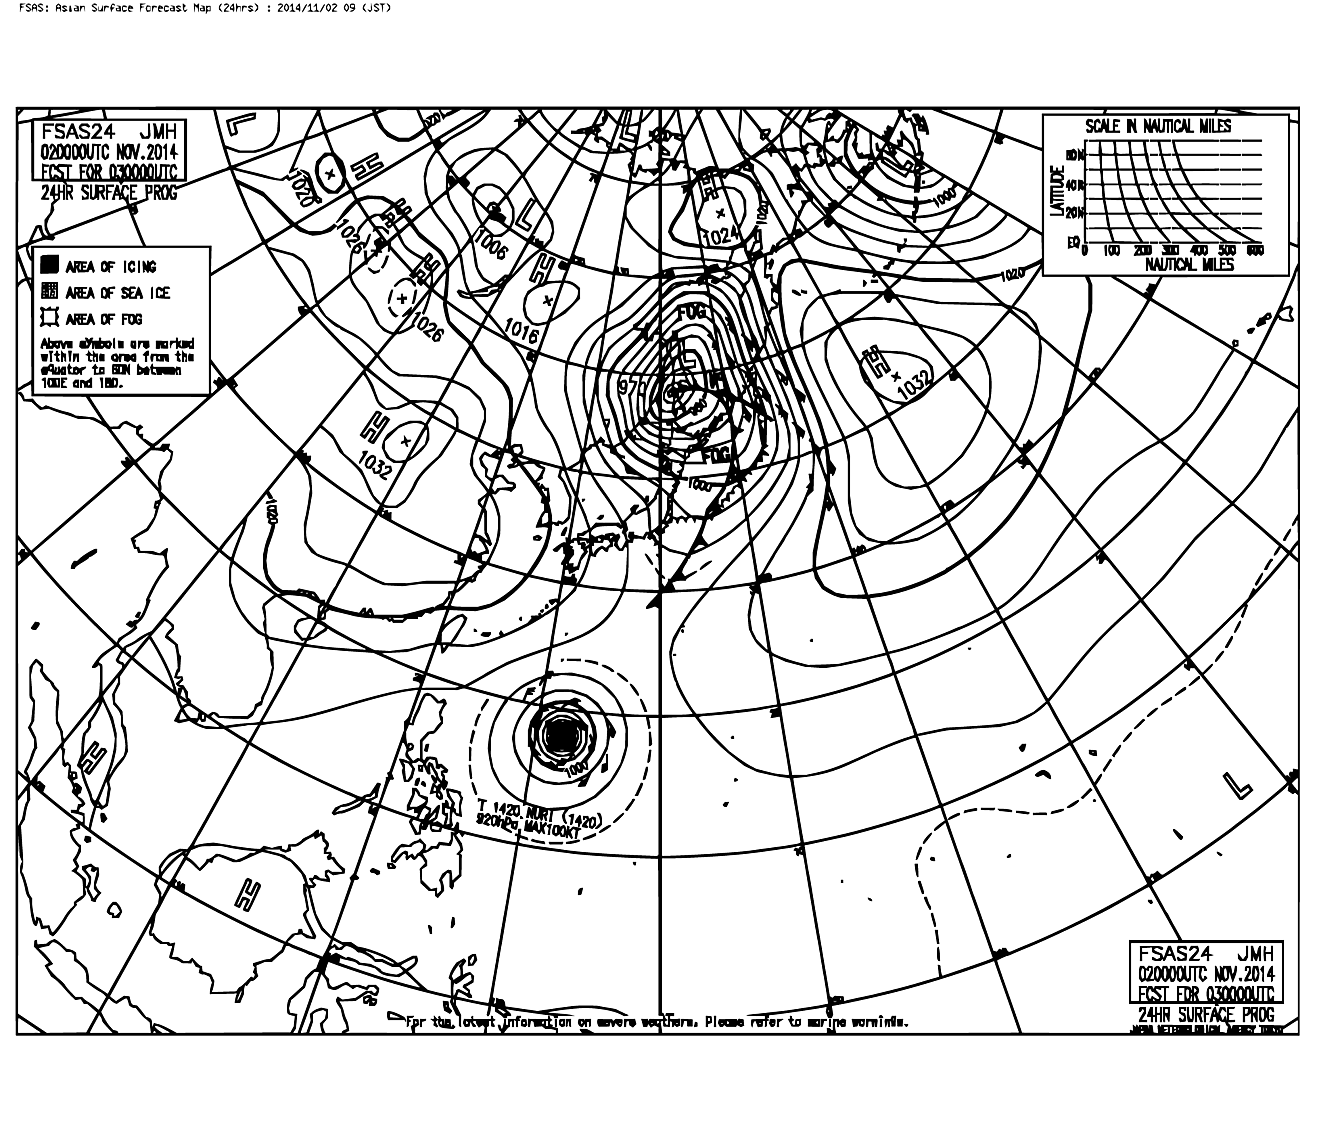 FSAS: Asian Surface Forecast Map (24hrs) : 2014/11/02 09 (JST)
FSAS24 JMH
020000UTC NOV.2014
FCST FOR 030000UTC
24HR SURFACE PROG
AREA OF ICING
AREA OF SEA ICE
AREA OF FOG
Above symbols are marked
within the area from the
equator to 60N between
100E and 180.
SCALE IN NAUTICAL MILES
LATITUDE
60N
40N
20N
EQ
0 100 200 300 400 500 600
NAUTICAL MILES
L
H
1020
H
1026
H
1026
L
1006
H
1016
L
H
1024
1020
L
1000
1020
FOG
L
H
1032
FOG
1000
H
1032
1020
1000
T 1420 NURI (1420)
920hPa MAX100KT
H
H
L
For the latest information on severe weathers, Please refer to marine warnings.
FSAS24 JMH
020000UTC NOV.2014
FCST FOR 030000UTC
24HR SURFACE PROG
JAPAN METEOROLOGICAL AGENCY TOKYO